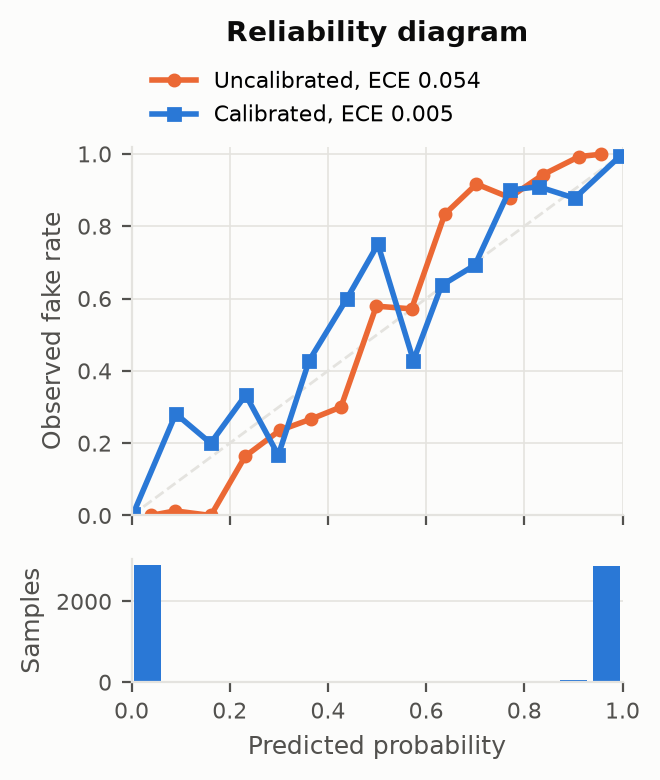 Reliability diagram
Uncalibrated, ECE 0.054
Calibrated, ECE 0.005
1.0
0.8
0.6
0.4
0.2
0.0
Observed fake rate
2000
0
Samples
0.0 0.2 0.4 0.6 0.8 1.0
Predicted probability